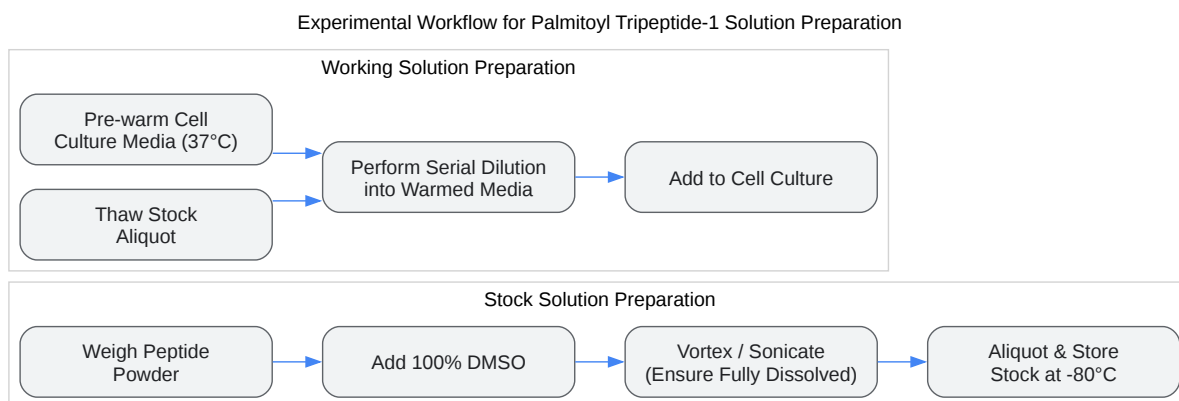 Experimental Workflow for Palmitoyl Tripeptide-1 Solution Preparation
Working Solution Preparation
Pre-warm Cell
Culture Media (37°C)
Thaw Stock
Aliquot
Perform Serial Dilution
into Warmed Media
Add to Cell Culture
Stock Solution Preparation
Weigh Peptide
Powder
Add 100% DMSO
Vortex / Sonicate
(Ensure Fully Dissolved)
Aliquot & Store
Stock at -80°C